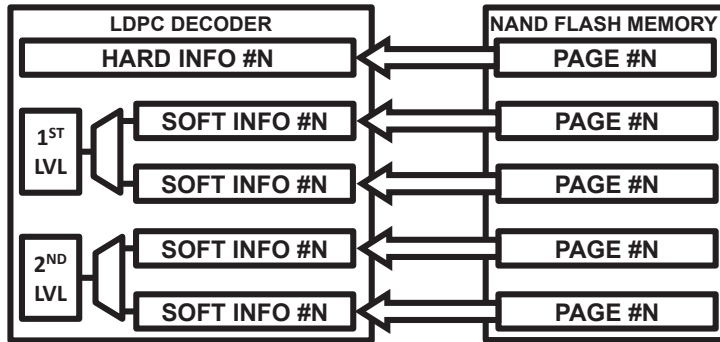 LDPC DECODER
NAND FLASH MEMORY
HARD INFO #N
PAGE #N
1ST
LVL
SOFT INFO #N
PAGE #N
SOFT INFO #N
PAGE #N
2ND
LVL
SOFT INFO #N
PAGE #N
SOFT INFO #N
PAGE #N